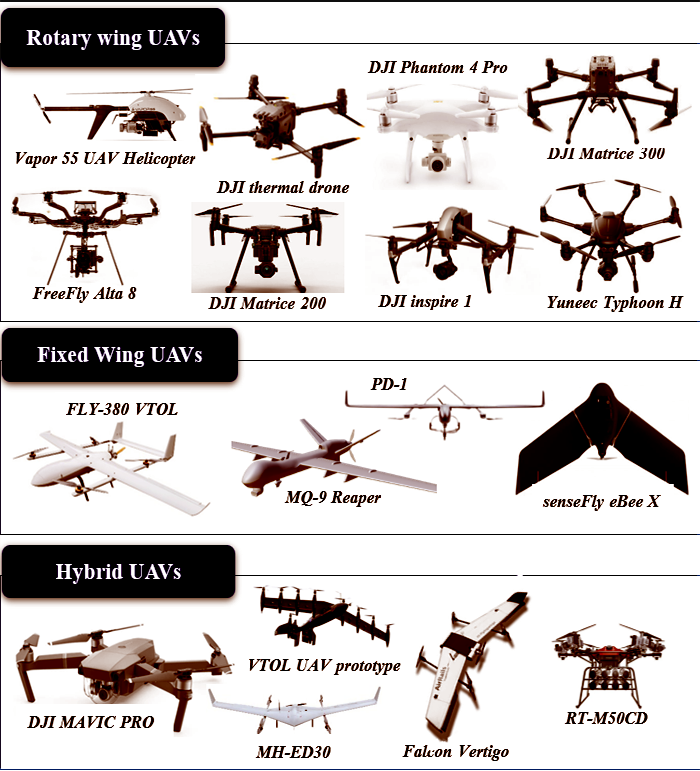 Rotary wing UAVs
DJI Phantom 4 Pro
Vapor 55 UAV Helicopter
DJI thermal drone
DJI Matrice 300
FreeFly Alta 8
DJI Matrice 200
DJI inspire 1
Yuneec Typhoon H
Fixed Wing UAVs
FLY-380 VTOL
PD-1
MQ-9 Reaper
senseFly eBee X
Hybrid UAVs
DJI MAVIC PRO
VTOL UAV prototype
MH-ED30
AirRails
Falcon Vertigo
RT-M50CD